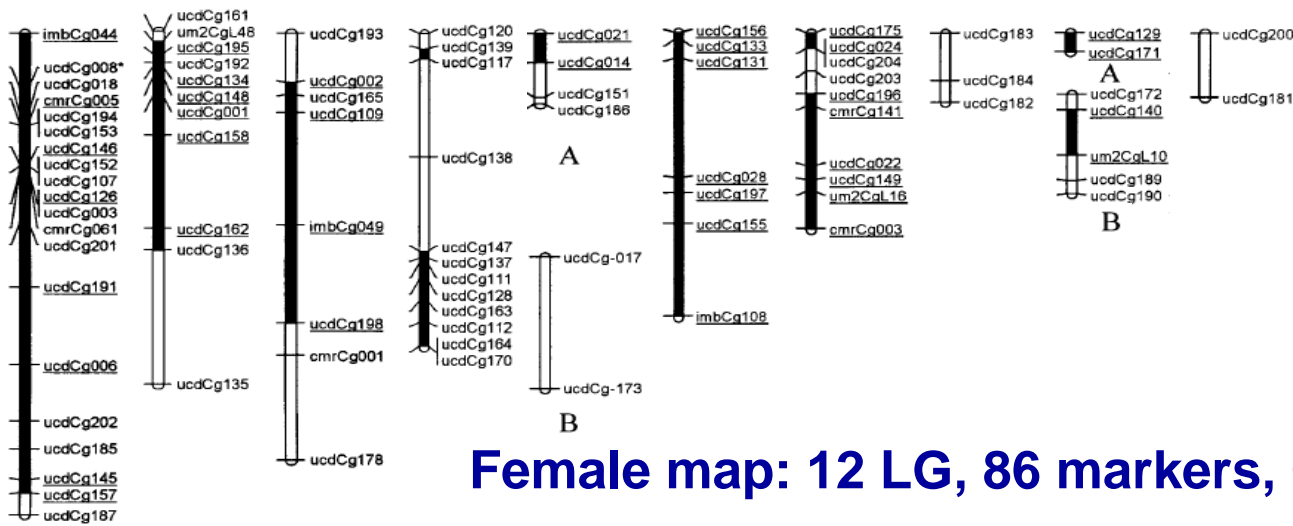 imbCg044
ucdCg008*
ucdCg018
cmrCg005
ucdCg194
ucdCg153
ucdCg146
ucdCg152
ucdCg107
ucdCg126
ucdCg003
cmrCg061
ucdCg201
ucdCg191
ucdCg006
ucdCg202
ucdCg185
ucdCg145
ucdCg157
ucdCg187
ucdCg161
um2CgL48
ucdCg195
ucdCg192
ucdCg134
ucdCg148
ucdCg001
ucdCg158
ucdCg162
ucdCg136
ucdCg135
ucdCg193
ucdCg002
ucdCg165
ucdCg109
imbCg049
ucdCg198
cmrCg001
ucdCg178
ucdCg120
ucdCg139
ucdCg117
ucdCg138
ucdCg147
ucdCg137
ucdCg111
ucdCg128
ucdCg163
ucdCg112
ucdCg164
ucdCg170
ucdCg021
ucdCg014
ucdCg151
ucdCg186
A
ucdCg-017
ucdCg-173
B
ucdCg156
ucdCg133
ucdCg131
ucdCg028
ucdCg197
ucdCg155
imbCg108
ucdCg175
ucdCg024
ucdCg204
ucdCg203
ucdCg196
cmrCg141
ucdCg022
ucdCg149
um2CgL16
cmrCg003
ucdCg183
ucdCg184
ucdCg182
ucdCg129
ucdCg171
A
ucdCg172
ucdCg140
um2CgL10
ucdCg189
ucdCg190
B
ucdCg200
ucdCg181
Female map: 12 LG, 86 markers,